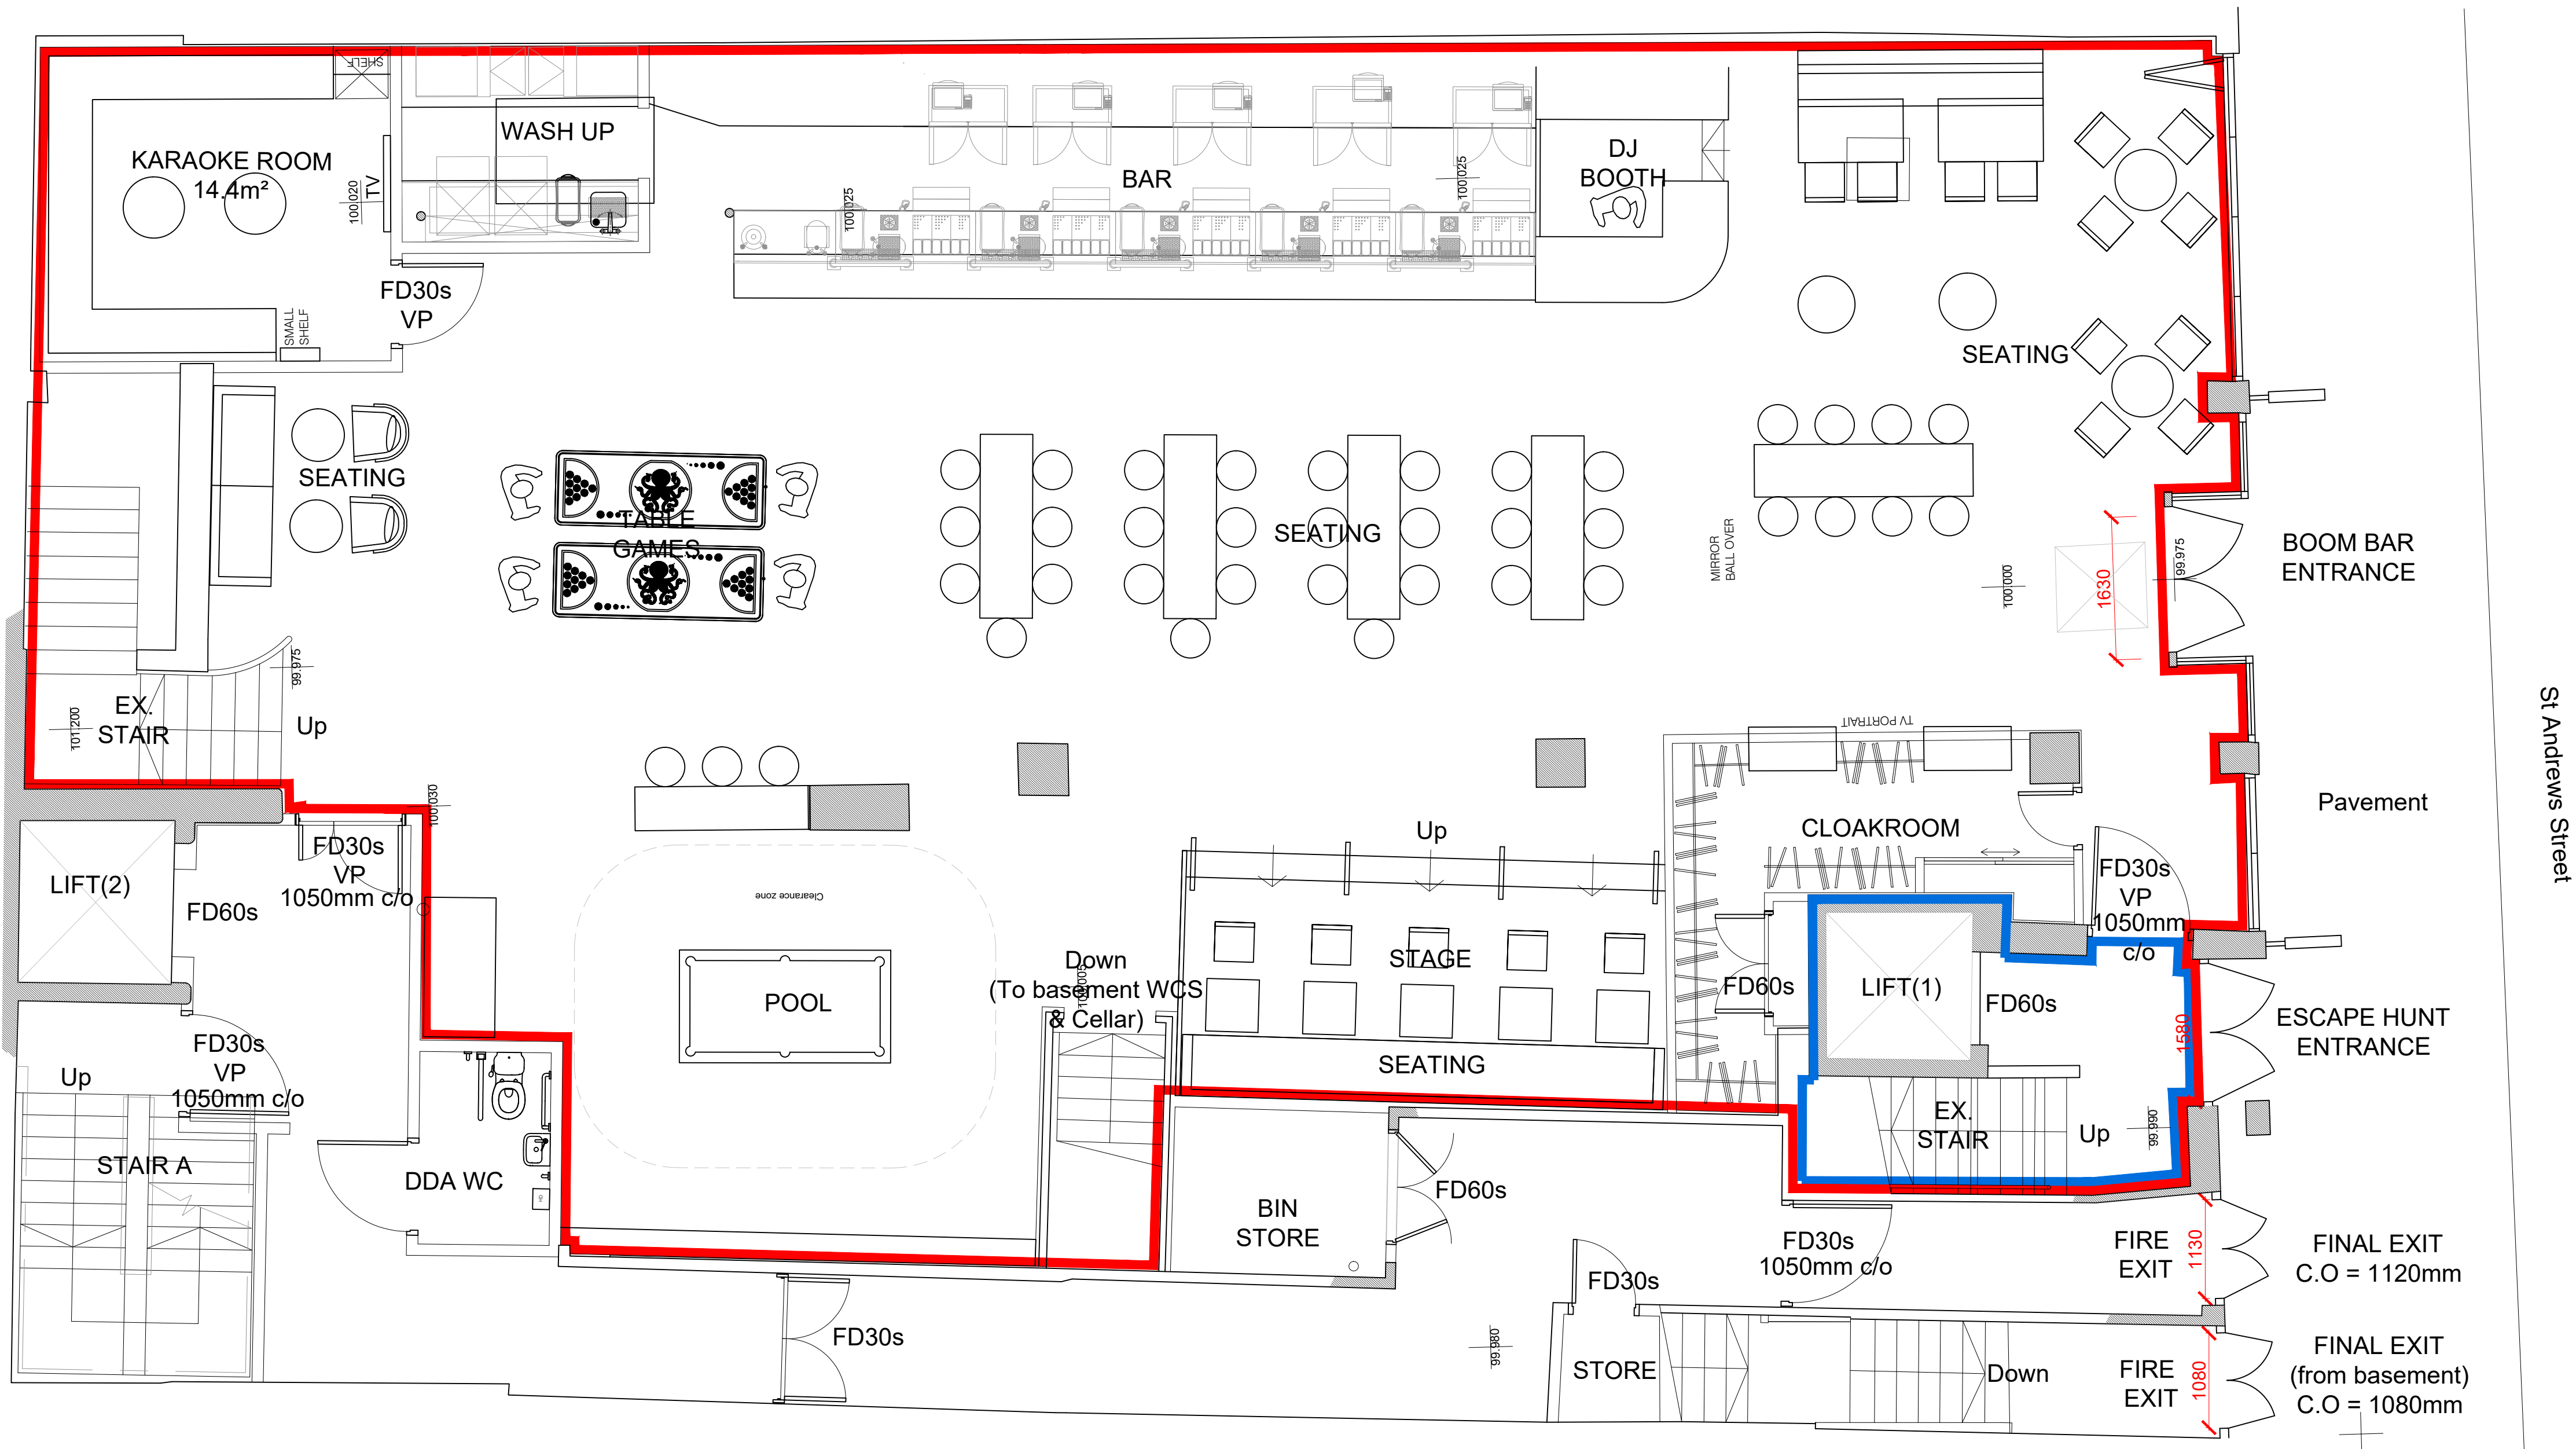 SHELF
KARAOKE ROOM
14.4m²
100.020
TV
WASH UP
BAR
100.025
100.025
DJ
BOOTH
FD30s
VP
SMALL
SHELF
SEATING
SEATING
TABLE
GAMES
SEATING
MIRROR
BALL OVER
100.000
1630
99.975
BOOM BAR
ENTRANCE
St Andrews Street
99.975
EX.
STAIR
101.200
Up
TV PORTRAIT
Pavement
100.030
FD30s
VP
1050mm c/o
LIFT(2)
FD60s
Clearance zone
Up
CLOAKROOM
FD30s
VP
1050mm
c/o
POOL
Down
(To basement WCS
& Cellar)
100.005
STAGE
SEATING
FD60s
LIFT(1)
FD60s
1580
ESCAPE HUNT
ENTRANCE
FD30s
VP
1050mm c/o
Up
EX.
STAIR
Up
99.990
STAIR A
DDA WC
BIN
STORE
FD60s
FD30s
1050mm c/o
FIRE
EXIT
1130
FINAL EXIT
C.O = 1120mm
FD30s
FD30s
99.980
STORE
Down
FIRE
EXIT
1080
FINAL EXIT
(from basement)
C.O = 1080mm